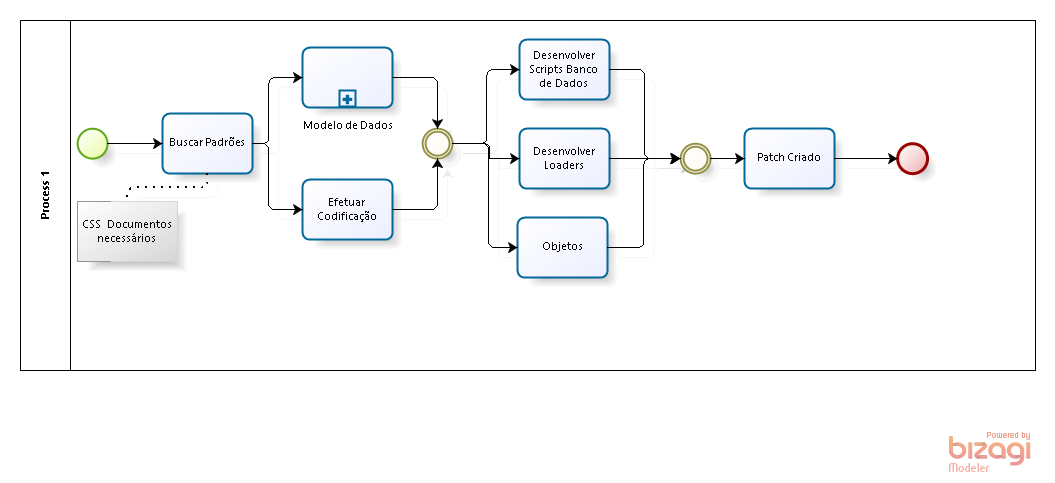 Process 1
Buscar Padrões
CSS Documentos
necessários
Modelo de Dados
Efetuar
Codificação
Desenvolver
Scripts Banco
de Dados
Desenvolver
Loaders
Objetos
Patch Criado
Powered by
bizagi
Modeler